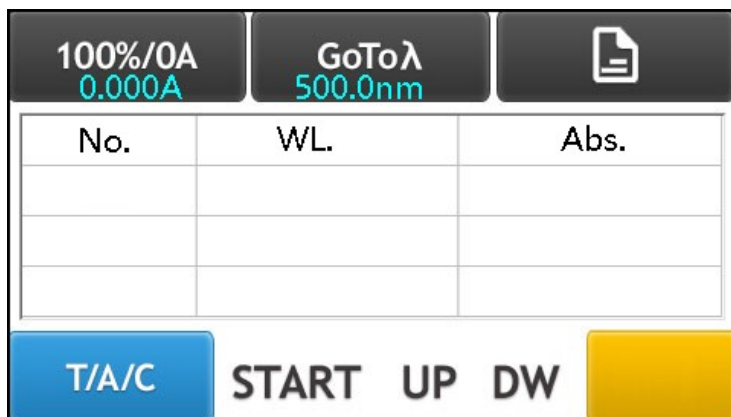 100%/0A GoToλ
0.000A 500.0nm
No. WL. Abs.
T/A/C START UP DW